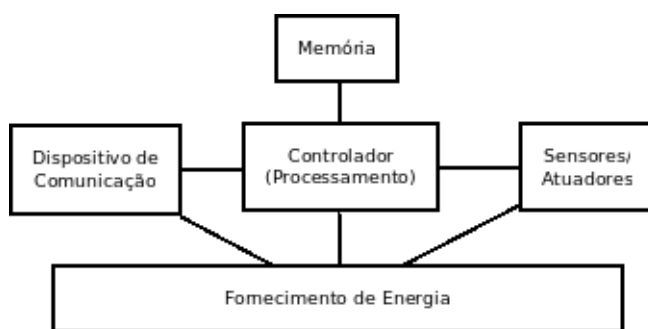 Memória
Dispositivo de
Comunicação
Controlador
(Processamento)
Sensores/
Atuadores
Fornecimento de Energia